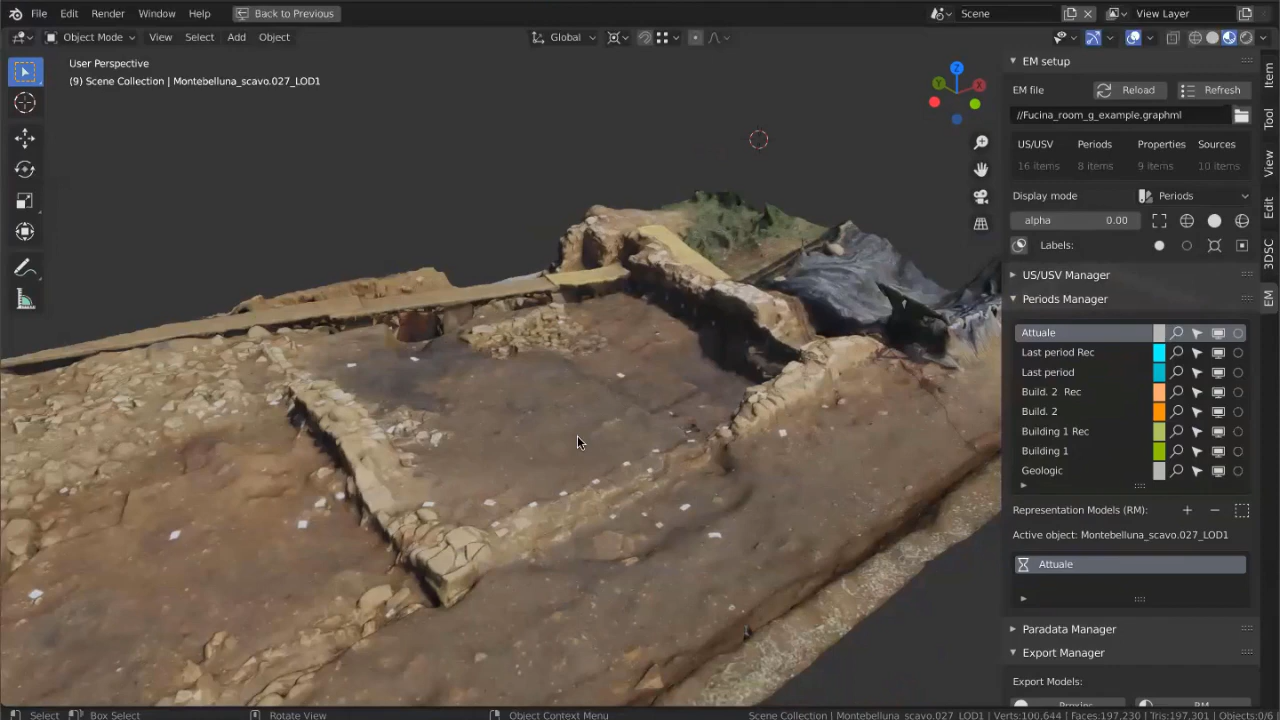 File Edit Render Window Help Back to Previous Scene View Layer
Object Mode View Select Add Object Global
User Perspective
(9) Scene Collection | Montebelluna_scavo.027_LOD1
Z
Y
X
EM setup
EM file Reload Refresh
//Fucina_room_g_example.graphml
US/USV Periods Properties Sources
16 items 8 items 9 items 10 items
Display mode Periods
alpha 0.00
Labels:
US/USV Manager
Periods Manager
Attuale
Last period Rec
Last period
Build. 2 Rec
Build. 2
Building 1 Rec
Building 1
Geologic
Representation Models (RM):
Active object: Montebelluna_scavo.027_LOD1
Attuale
Paradata Manager
Export Manager
Export Models:
Proxies RM
Item
Tool
View
Edit
3DSC
EM
Select Box Select Rotate View Object Context Menu Scene Collection | Montebelluna_scavo.027_LOD1 | Verts:100,644 | Faces:197,230 | Tris:197,301 | Objects:0/6